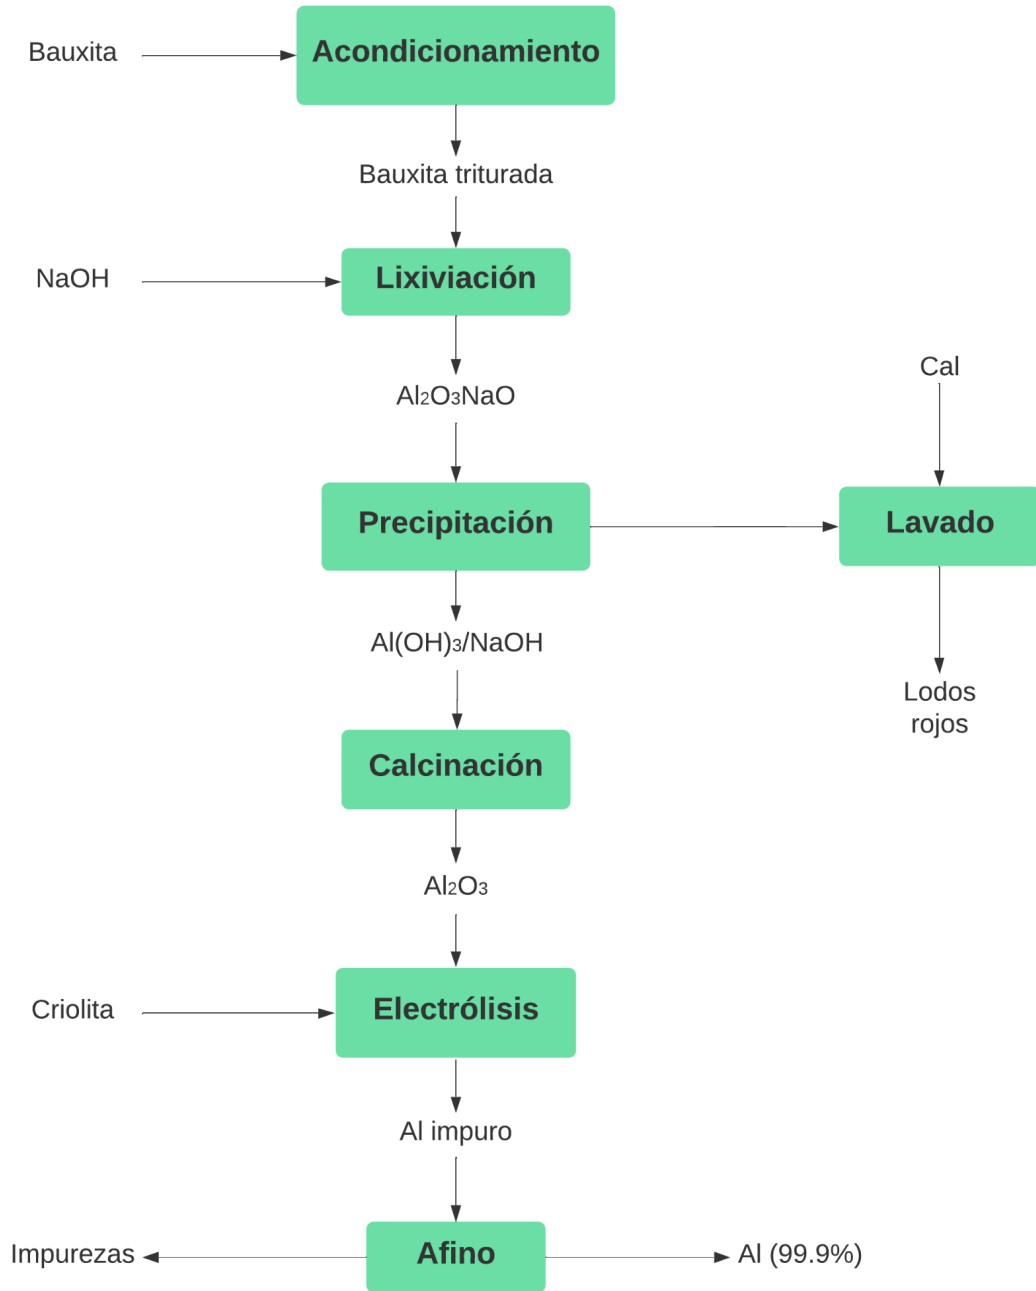 Bauxita
Acondicionamiento
Bauxita triturada
NaOH
Lixiviación
Al₂O₃NaO
Cal
Precipitación
Lavado
Al(OH)₃/NaOH
Lodos
rojos
Calcinación
Al₂O₃
Criolita
Electrólisis
Al impuro
Impurezas
Afino
Al (99.9%)